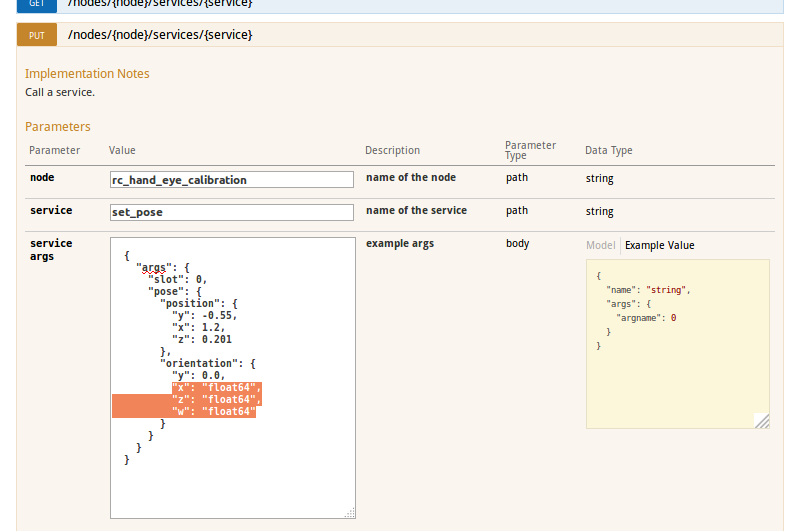 GET /nodes/{node}/services/{service}
PUT /nodes/{node}/services/{service}
Implementation Notes
Call a service.
Parameters
Parameter Value Description Parameter Type Data Type
node rc_hand_eye_calibration name of the node path string
service set_pose name of the service path string
service args example args body Model Example Value
{
"args": {
"slot": 0,
"pose": {
"position": {
"y": -0.55,
"x": 1.2,
"z": 0.201
},
"orientation": {
"y": 0.0,
"x": "float64",
"z": "float64",
"w": "float64"
}
}
}
}
{
"name": "string",
"args": {
"argname": 0
}
}